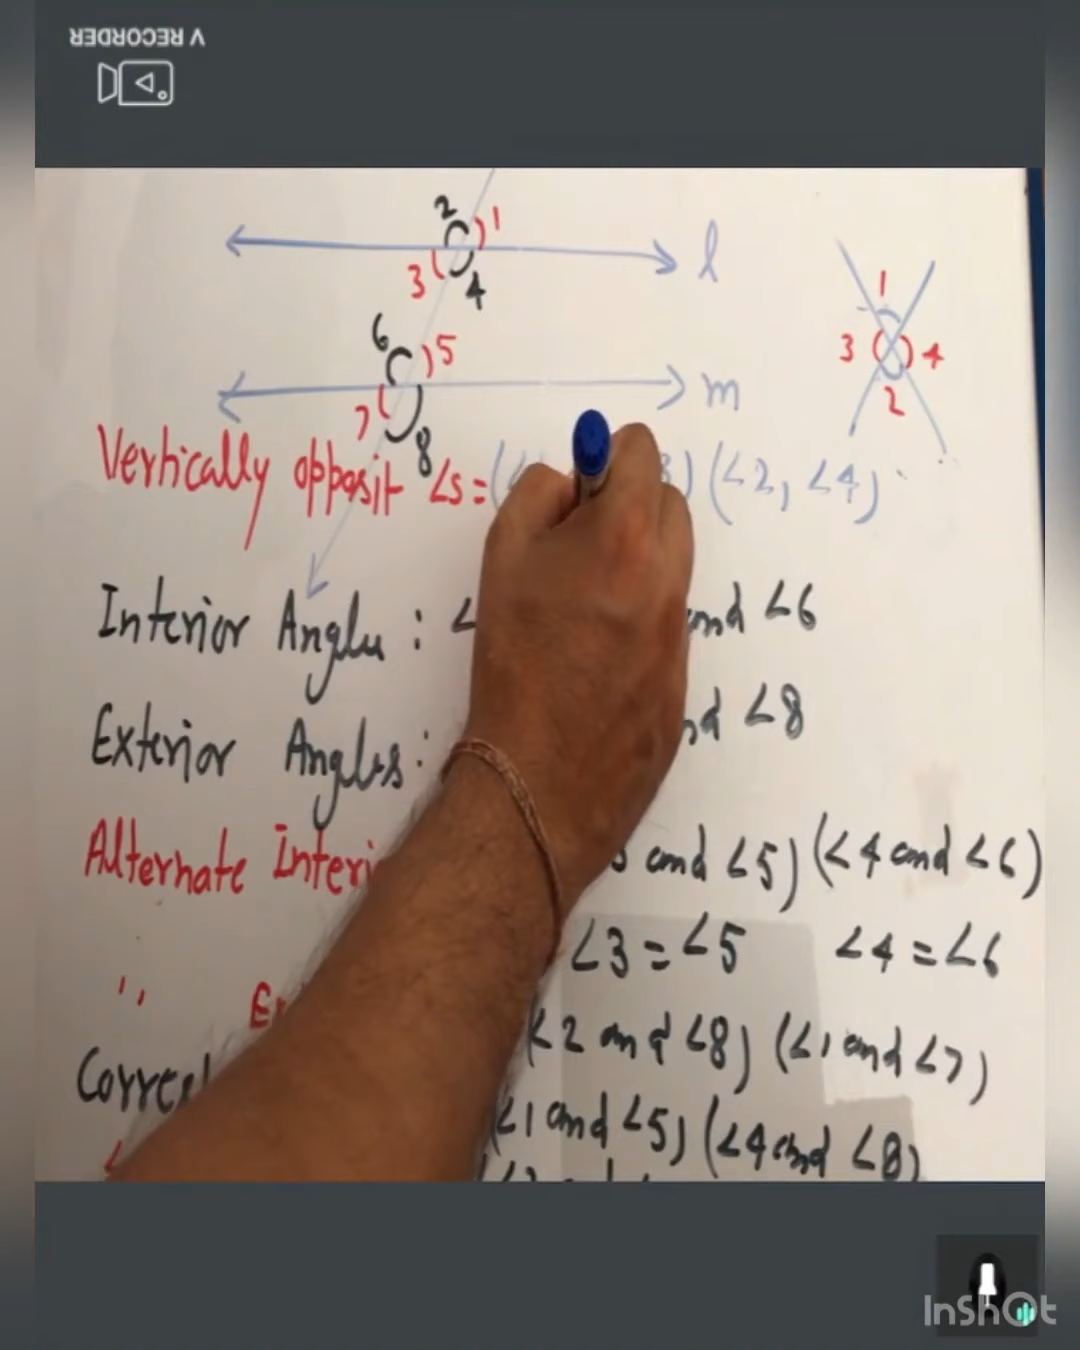 V RECORDER
2 1
l
3 4
1
6 5
3 4
m
2
7 8
Vertically opposit ∠s = ( 3) (∠2, ∠4)
Interior Angles : ∠ and ∠6
Exterior Angles : and ∠8
Alternate ∠5) (∠4 and ∠6)
∠3 = ∠5 ∠4 = ∠6
" (∠2 and ∠8) (∠1 and ∠7)
(∠1 and ∠5) (∠4 and ∠8)
InShOt